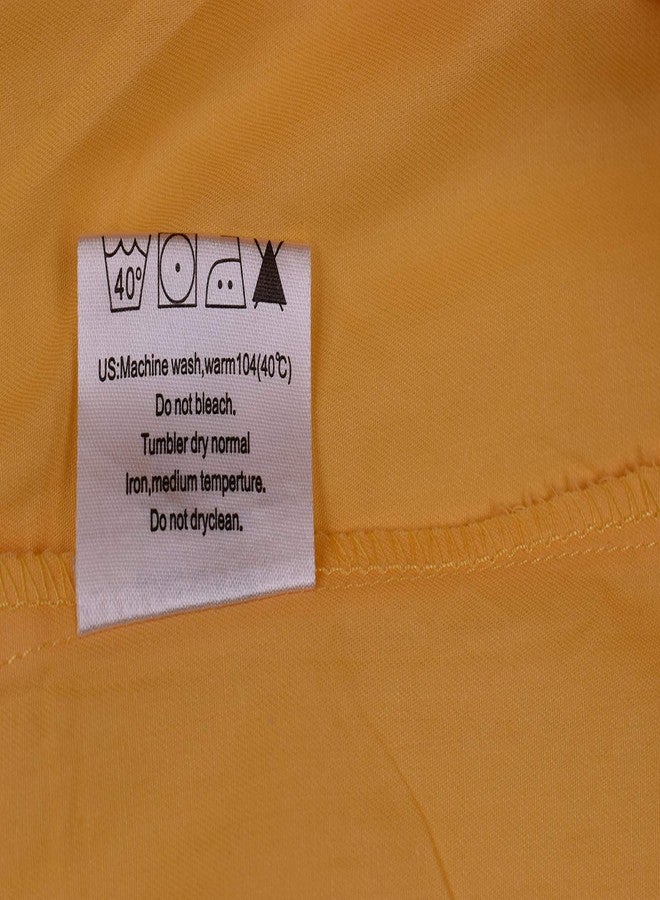 40°
US:Machine wash,warm104(40℃)
Do not bleach.
Tumbler dry normal
Iron,medium temperture.
Do not dryclean.